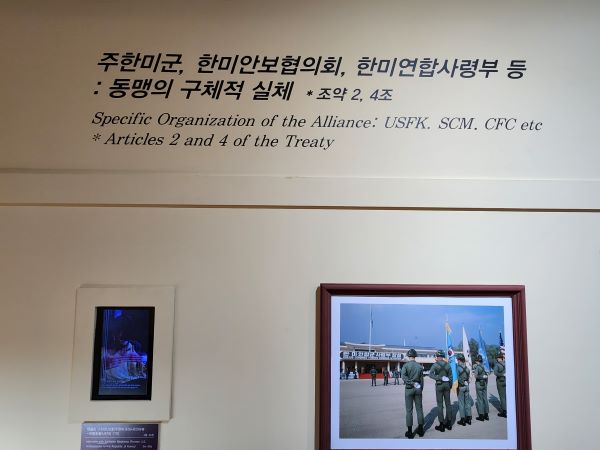 주한미군, 한미안보협의회, 한미연합사령부 등
: 동맹의 구체적 실체 * 조약 2, 4조
Specific Organization of the Alliance: USFK. SCM. CFC etc
* Articles 2 and 4 of the Treaty